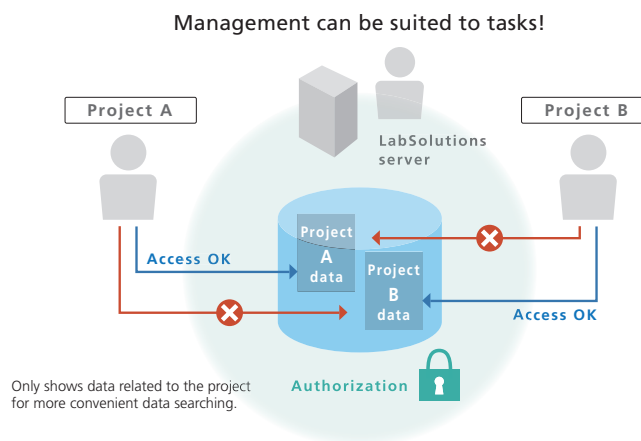 Management can be suited to tasks!
Project A
Project B
LabSolutions
server
Project
A
data
Project
B
data
Access OK
Access OK
Authorization
Only shows data related to the project
for more convenient data searching.